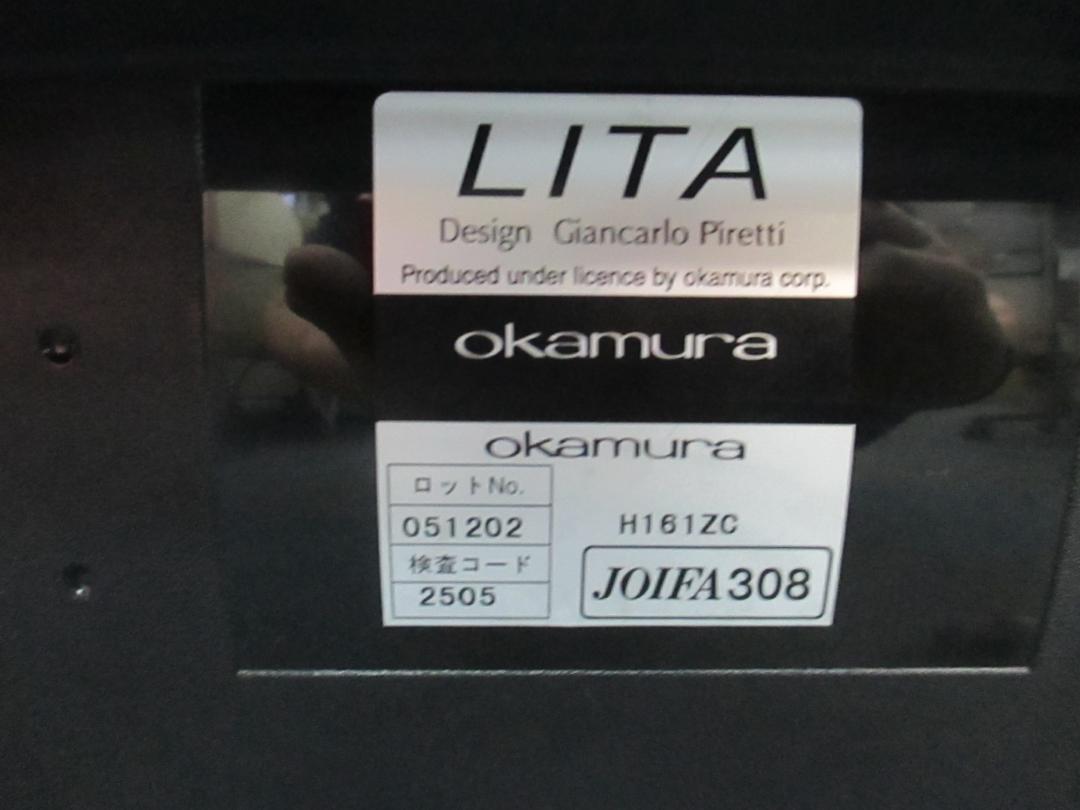 LITA
Design Giancarlo Piretti
Produced under licence by okamura corp.
okamura
okamura
ロットNo.
051202
H161ZC
検査コード
2505
JOIFA308